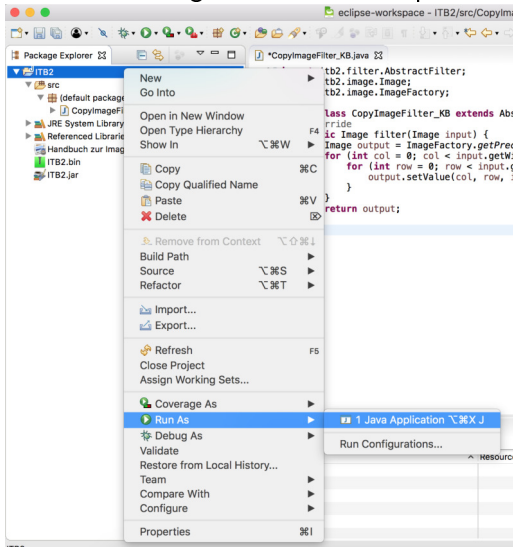 eclipse-workspace - ITB2/src/CopyIma
Package Explorer
*CopyImageFilter_KB.java
ITB2
src
(default package
CopyImageFi
JRE System Library
Referenced Librarie
Handbuch zur Imag
ITB2.bin
ITB2.jar
New
Go Into
Open in New Window
Open Type Hierarchy F4
Show In ⌥⌘W
Copy ⌘C
Copy Qualified Name
Paste ⌘V
Delete ⌦
Remove from Context ⌥⇧⌘↓
Build Path
Source ⌥⌘S
Refactor ⌥⌘T
Import...
Export...
Refresh F5
Close Project
Assign Working Sets...
Coverage As
Run As
Debug As
Validate
Restore from Local History...
Team
Compare With
Configure
Properties ⌘I
1 Java Application ⌥⌘X J
Run Configurations...
tb2.filter.AbstractFilter;
tb2.image.Image;
tb2.image.ImageFactory;
lass CopyImageFilter_KB extends Abs
rride
ic Image filter(Image input) {
Image output = ImageFactory.getPrec
for (int col = 0; col < input.getWi
for (int row = 0; row < input.g
output.setValue(col, row, i
}
}
return output;
Resource